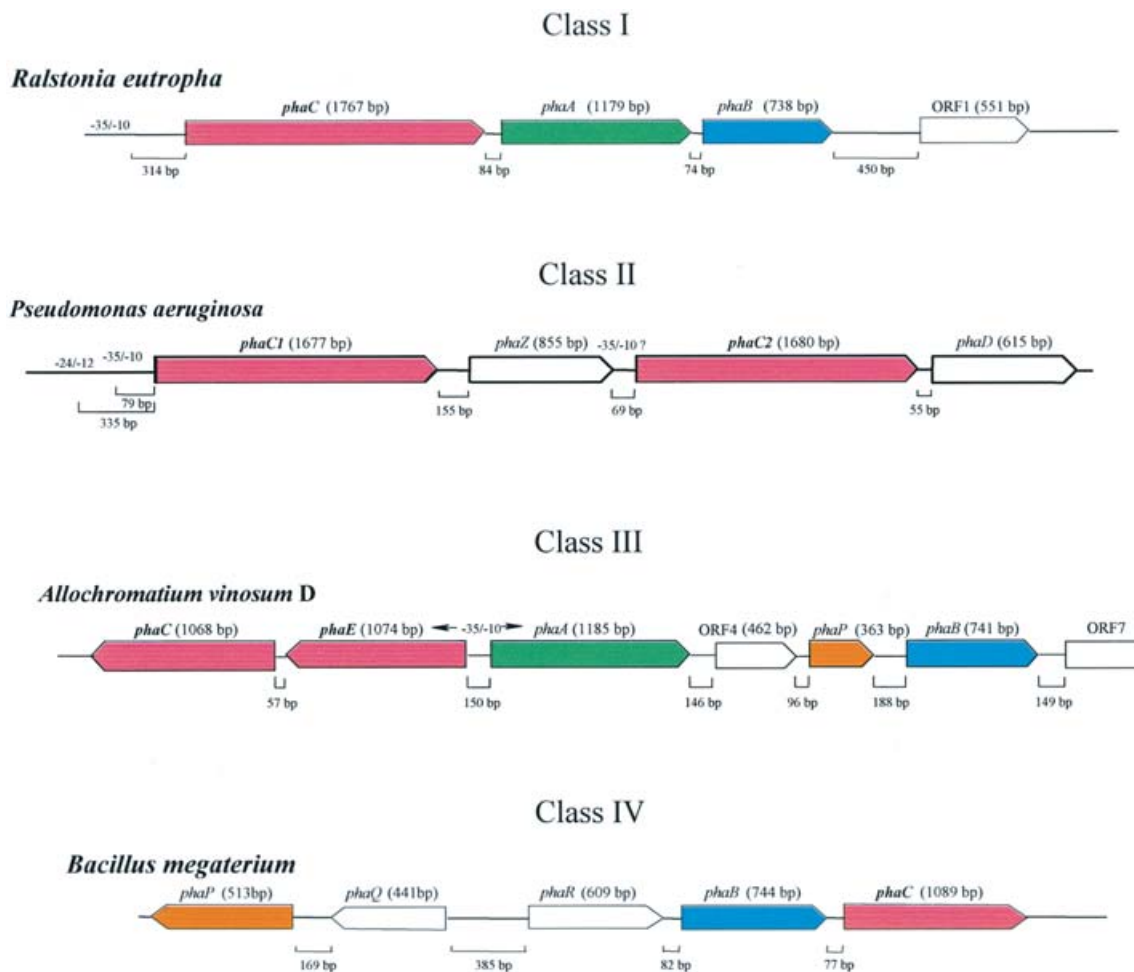 Class I
Ralstonia eutropha
phaC (1767 bp) phaA (1179 bp) phaB (738 bp) ORF1 (551 bp)
-35/-10
314 bp 84 bp 74 bp 450 bp
Class II
Pseudomonas aeruginosa
phaC1 (1677 bp) phaZ (855 bp) -35/-10 ? phaC2 (1680 bp) phaD (615 bp)
-24/-12 -35/-10
79 bp 155 bp 69 bp 55 bp
335 bp
Class III
Allochromatium vinosum D
phaC (1068 bp) phaE (1074 bp) -35/-10 phaA (1185 bp) ORF4 (462 bp) phaP (363 bp) phaB (741 bp) ORF7
57 bp 150 bp 146 bp 96 bp 188 bp 149 bp
Class IV
Bacillus megaterium
phaP (513bp) phaQ (441bp) phaR (609 bp) phaB (744 bp) phaC (1089 bp)
169 bp 385 bp 82 bp 77 bp